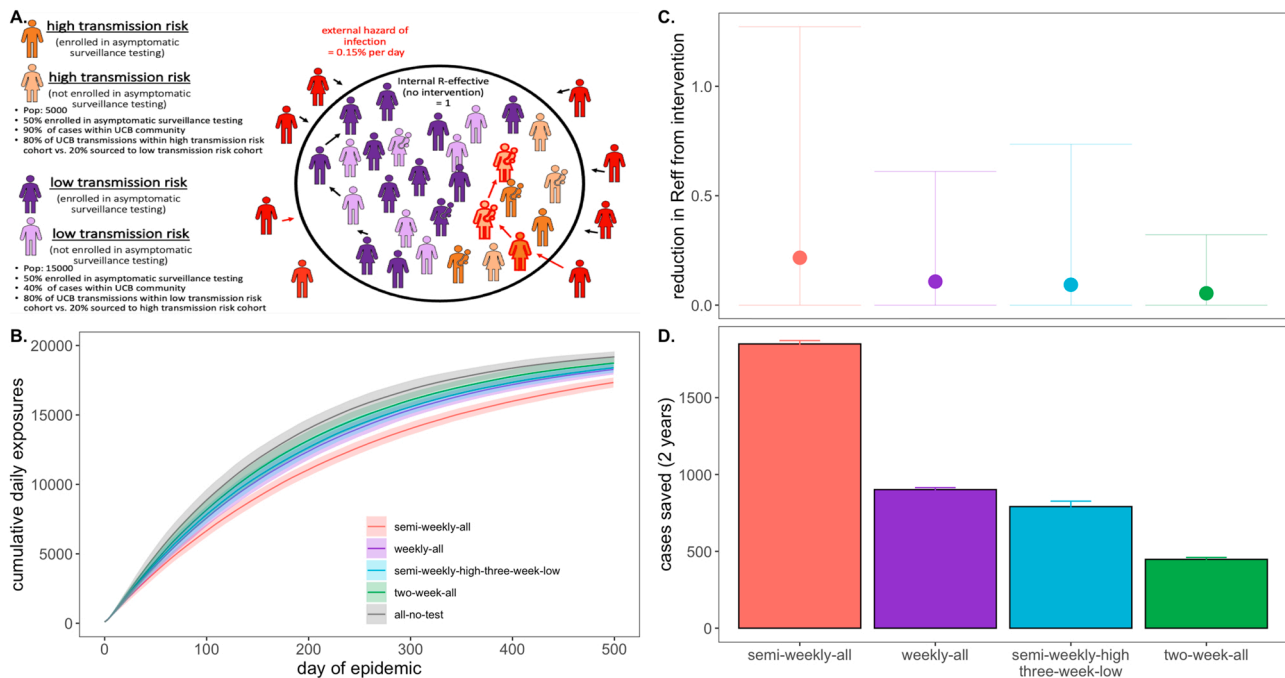 A.
high transmission risk
(enrolled in asymptomatic
surveillance testing)
high transmission risk
(not enrolled in asymptomatic
surveillance testing)
• Pop: 5000
• 50% enrolled in asymptomatic surveillance testing
• 90% of cases within UCB community
• 80% of UCB transmissions within high transmission risk
cohort vs. 20% sourced to low transmission risk cohort
low transmission risk
(enrolled in asymptomatic
surveillance testing)
low transmission risk
(not enrolled in asymptomatic
surveillance testing)
• Pop: 15000
• 50% enrolled in asymptomatic surveillance testing
• 40% of cases within UCB community
• 80% of UCB transmissions within low transmission risk
cohort vs. 20% sourced to high transmission risk cohort
external hazard of
infection
= 0.15% per day
Internal R-effective
(no intervention)
= 1
B.
cumulative daily exposures
20000
15000
10000
5000
0
0 100 200 300 400 500
day of epidemic
semi-weekly-all
weekly-all
semi-weekly-high-three-week-low
two-week-all
all-no-test
C.
reduction in Reff from intervention
1.0
0.5
0.0
D.
cases saved (2 years)
1500
1000
500
0
semi-weekly-all weekly-all semi-weekly-high two-week-all
three-week-low